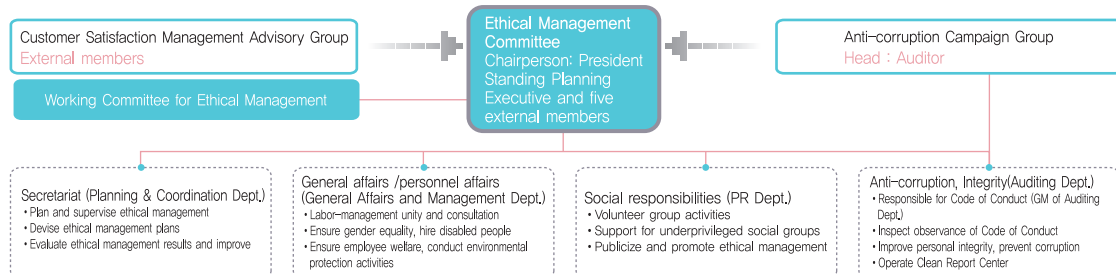 Customer Satisfaction Management Advisory Group
External members
Working Committee for Ethical Management
Ethical Management
Committee
Chairperson: President
Standing Planning
Executive and five
external members
Anti-corruption Campaign Group
Head : Auditor
Secretariat (Planning & Coordination Dept.)
• Plan and supervise ethical management
• Devise ethical management plans
• Evaluate ethical management results and improve
General affairs /personnel affairs
(General Affairs and Management Dept.)
• Labor-management unity and consultation
• Ensure gender equality, hire disabled people
• Ensure employee welfare, conduct environmental
protection activities
Social responsibilities (PR Dept.)
• Volunteer group activities
• Support for underprivileged social groups
• Publicize and promote ethical management
Anti-corruption, Integrity(Auditing Dept.)
• Responsible for Code of Conduct (GM of Auditing
Dept.)
• Inspect observance of Code of Conduct
• Improve personal integrity, prevent corruption
• Operate Clean Report Center